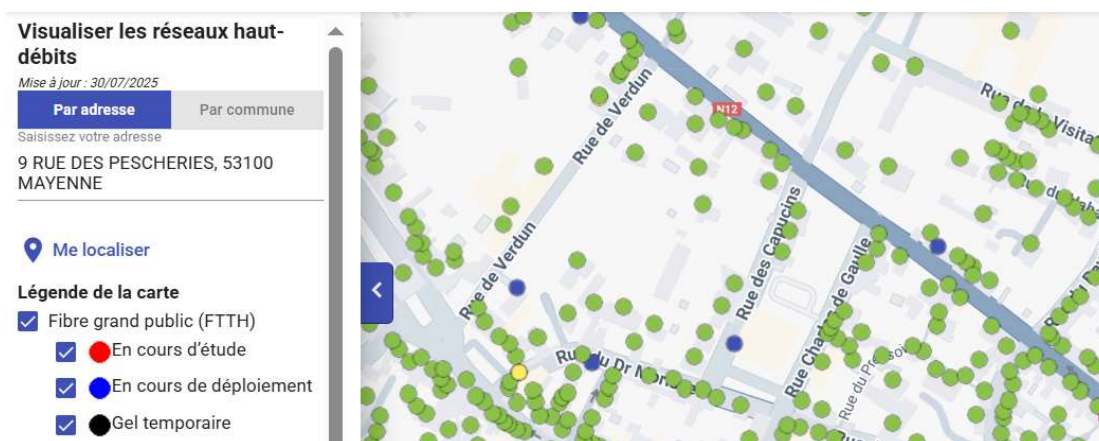 Visualiser les réseaux haut-
débits
Mise à jour : 30/07/2025
Par adresse
Par commune
Saisissez votre adresse
9 RUE DES PESCHERIES, 53100
MAYENNE
Me localiser
Légende de la carte
Fibre grand public (FTTH)
En cours d'étude
En cours de déploiement
Gel temporaire
Rue de Verdun
N12
Rue de Verdun
Rue des Capucins
Rue Charles de Gaulle
Rue du Dr
Rue du
Rue